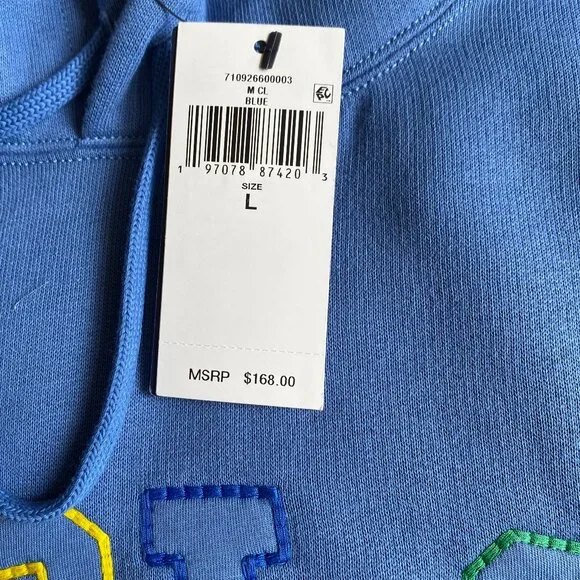 710926600003
M CL
BLUE
1 97078 87420 3
SIZE
L
MSRP $168.00